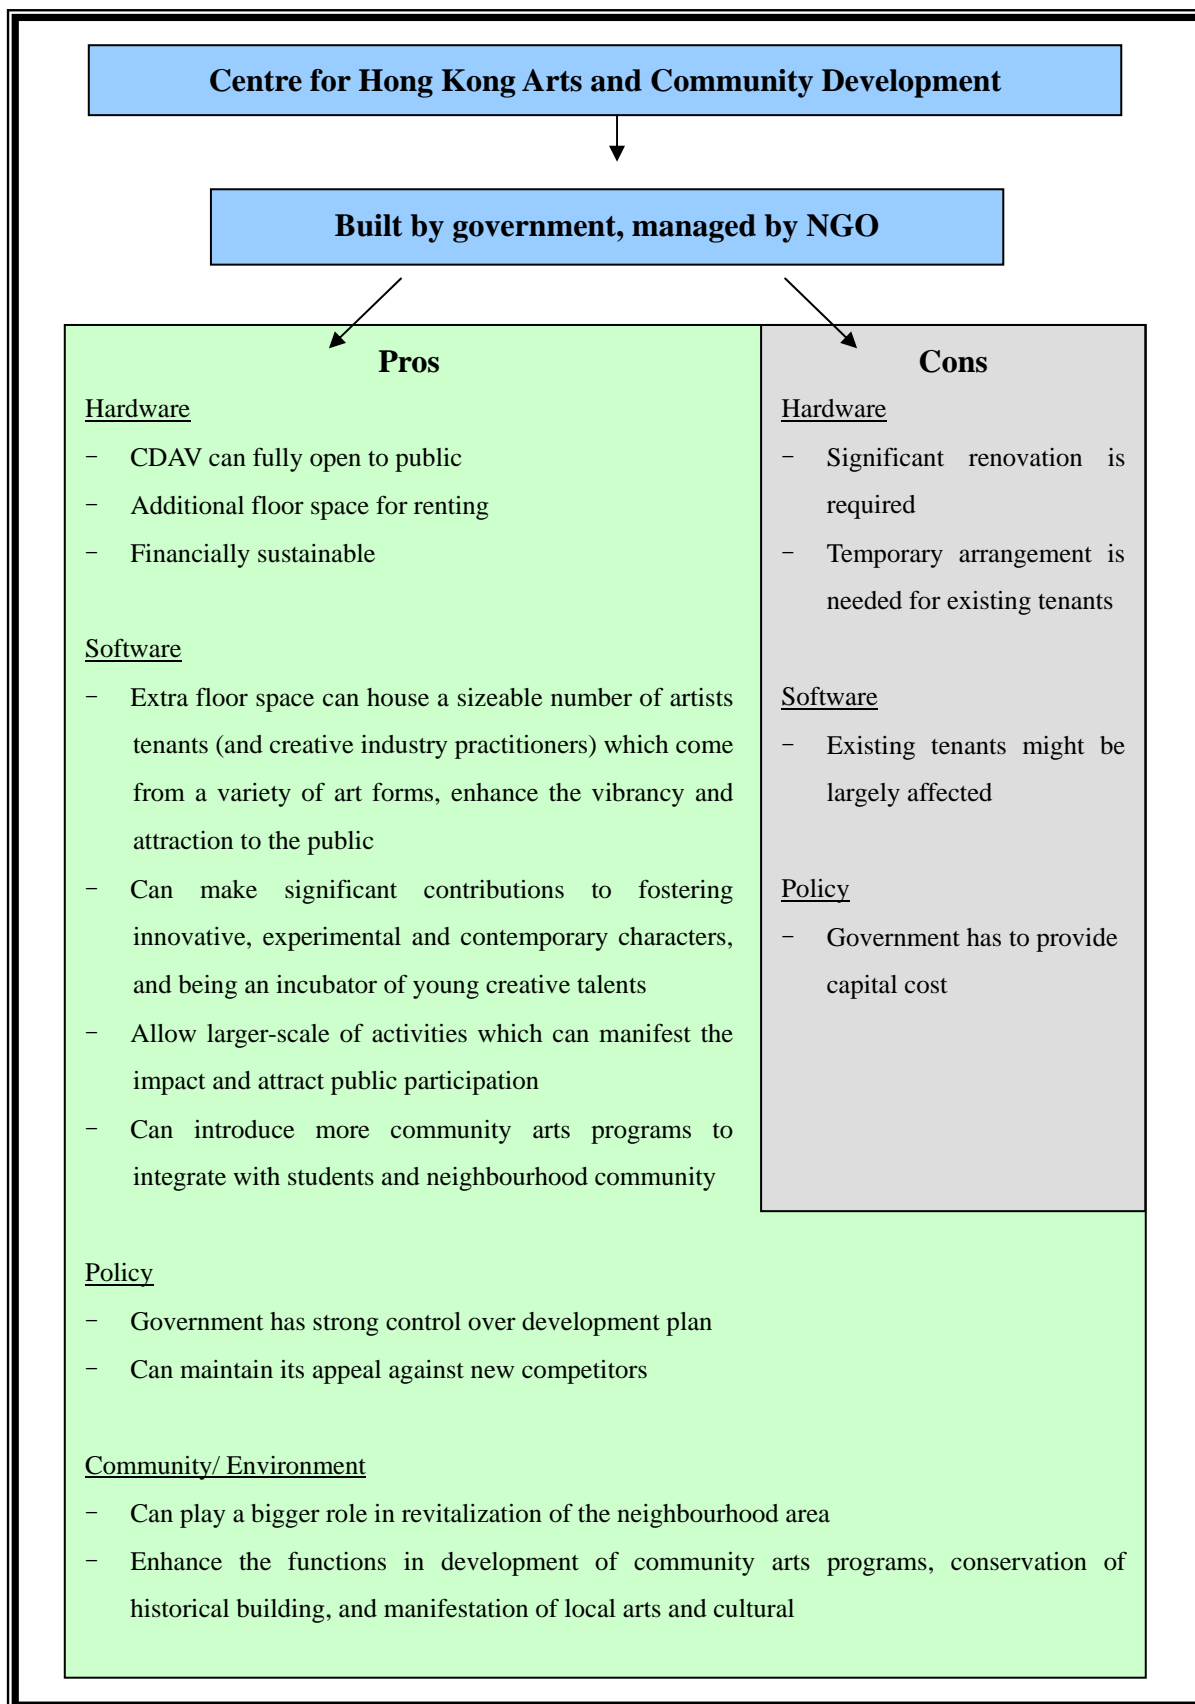 Centre for Hong Kong Arts and Community Development
Built by government, managed by NGO
Pros
Hardware
- CDAV can fully open to public
- Additional floor space for renting
- Financially sustainable
Software
- Extra floor space can house a sizeable number of artists
tenants (and creative industry practitioners) which come
from a variety of art forms, enhance the vibrancy and
attraction to the public
- Can make significant contributions to fostering
innovative, experimental and contemporary characters,
and being an incubator of young creative talents
- Allow larger-scale of activities which can manifest the
impact and attract public participation
- Can introduce more community arts programs to
integrate with students and neighbourhood community
Policy
- Government has strong control over development plan
- Can maintain its appeal against new competitors
Community/ Environment
- Can play a bigger role in revitalization of the neighbourhood area
- Enhance the functions in development of community arts programs, conservation of
historical building, and manifestation of local arts and cultural
Cons
Hardware
- Significant renovation is
required
- Temporary arrangement is
needed for existing tenants
Software
- Existing tenants might be
largely affected
Policy
- Government has to provide
capital cost